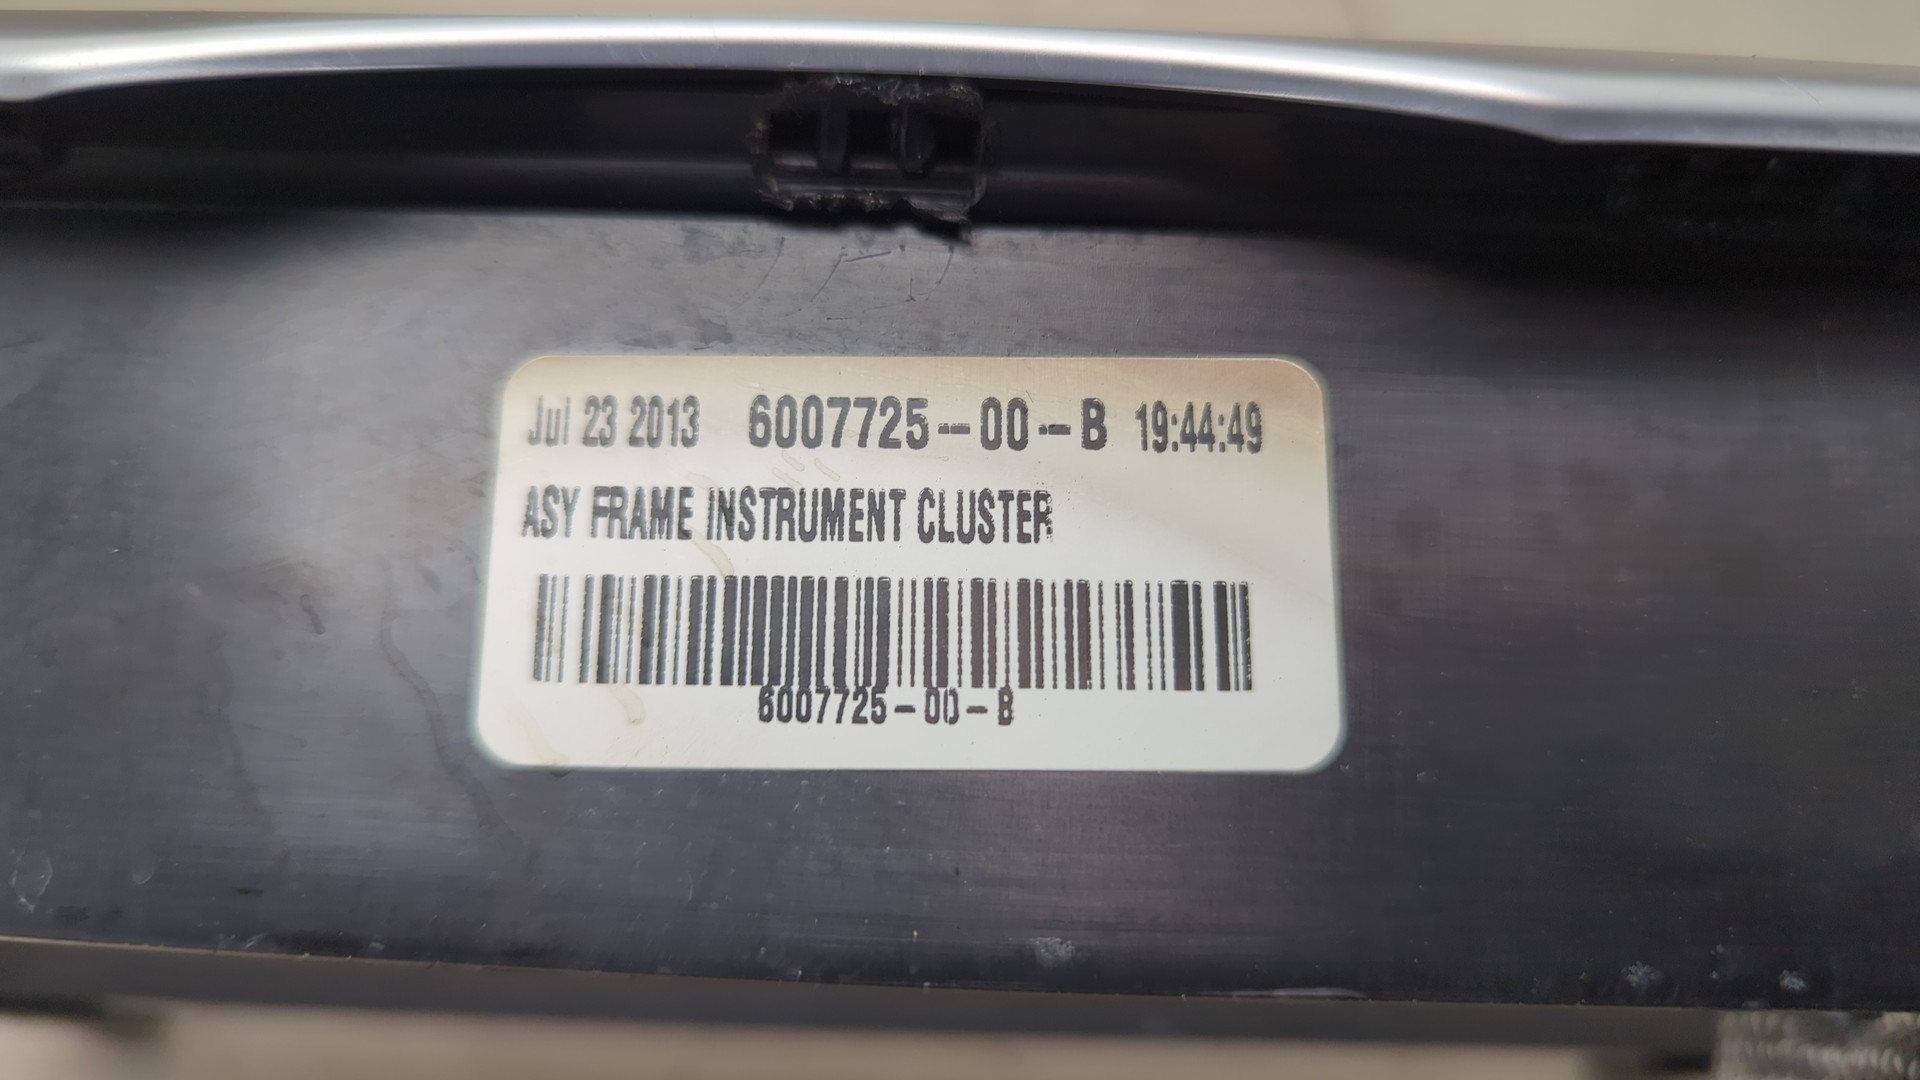 Jul 23 2013 6007725-00-B 19:44:49
ASY FRAME INSTRUMENT CLUSTER
6007725-00-B